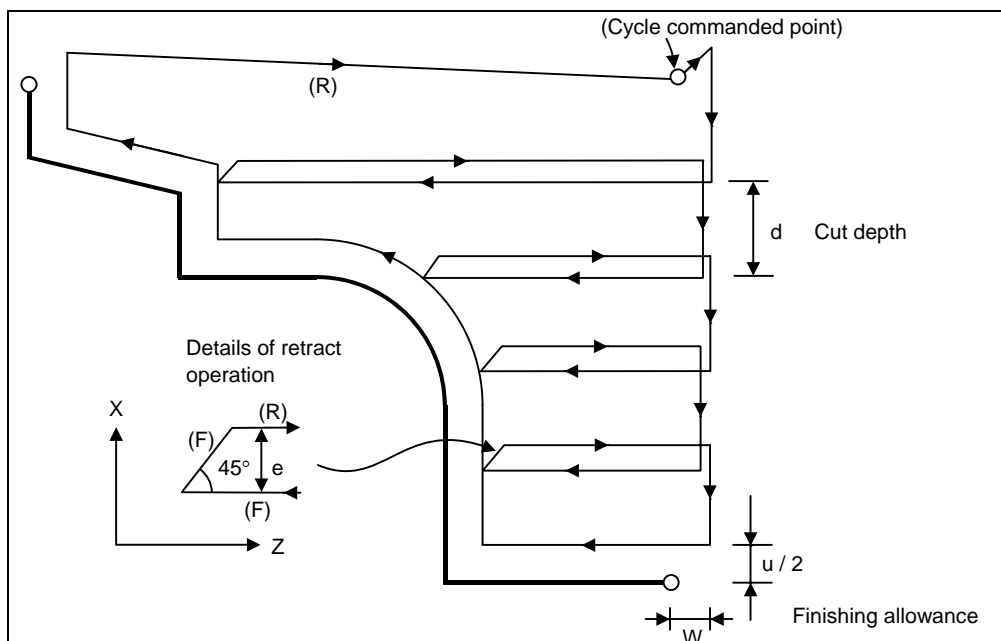 (Cycle commanded point)
(R)
d
Cut depth
Details of retract
operation
X
(R)
(F)
45°
e
(F)
Z
u / 2
Finishing allowance
W